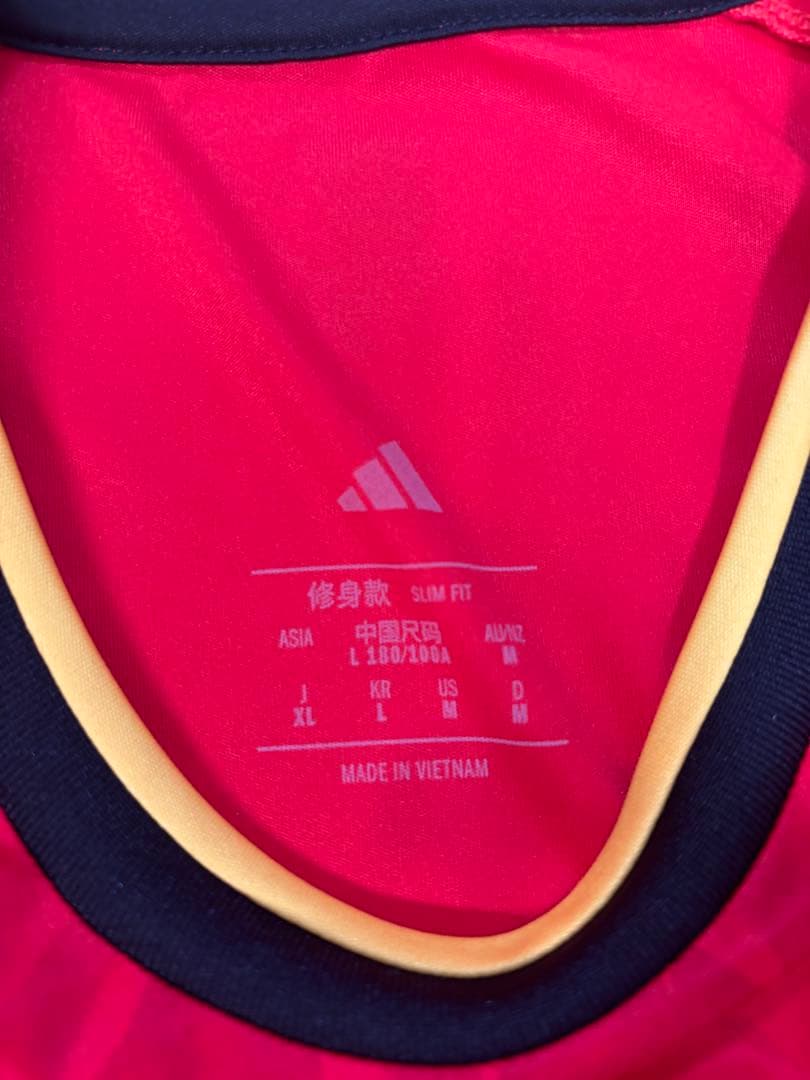 修身款 SLIM FIT
ASIA 中国尺码 AU/NZ
L 180/100A M
J KR US D
XL L M M
MADE IN VIETNAM